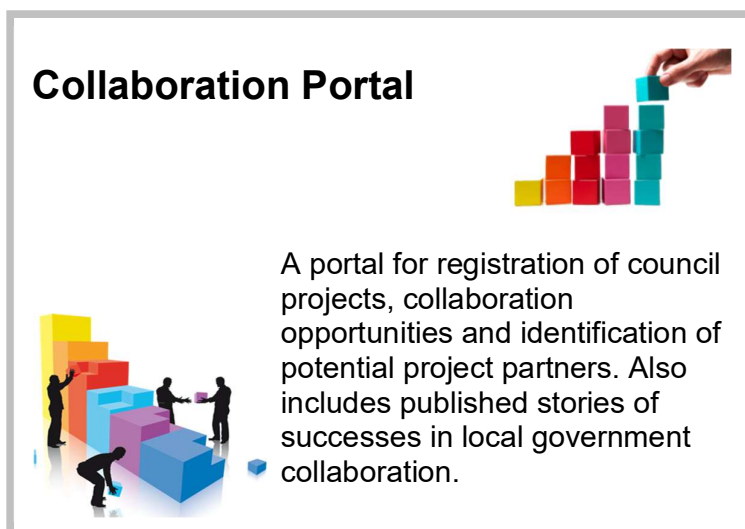 Collaboration Portal
A portal for registration of council
projects, collaboration
opportunities and identification of
potential project partners. Also
includes published stories of
successes in local government
collaboration.